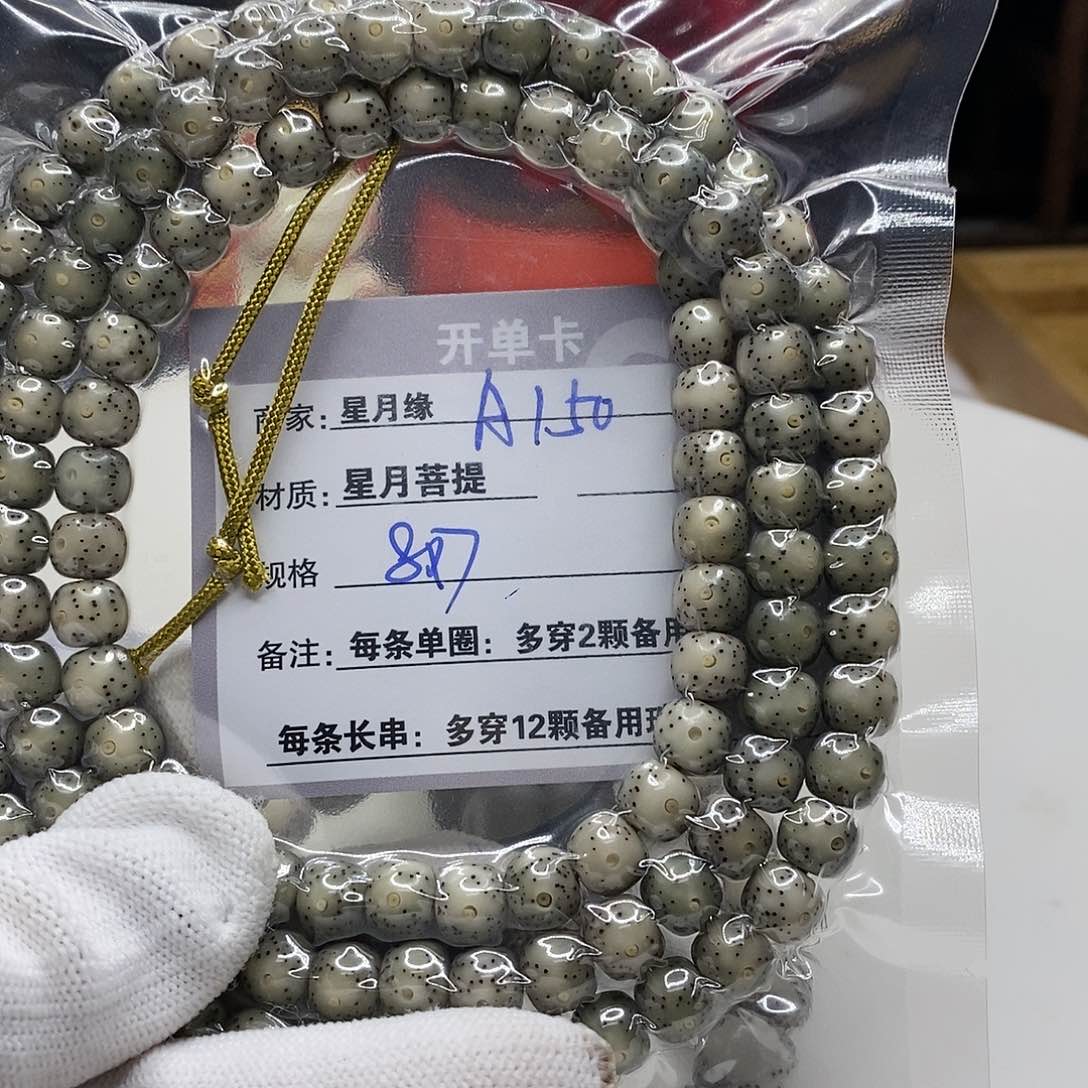 开单卡
商家: 星月缘 A150
材质: 星月菩提
规格 8×7
备注: 每条单圈: 多穿2颗备用
每条长串: 多穿12颗备用